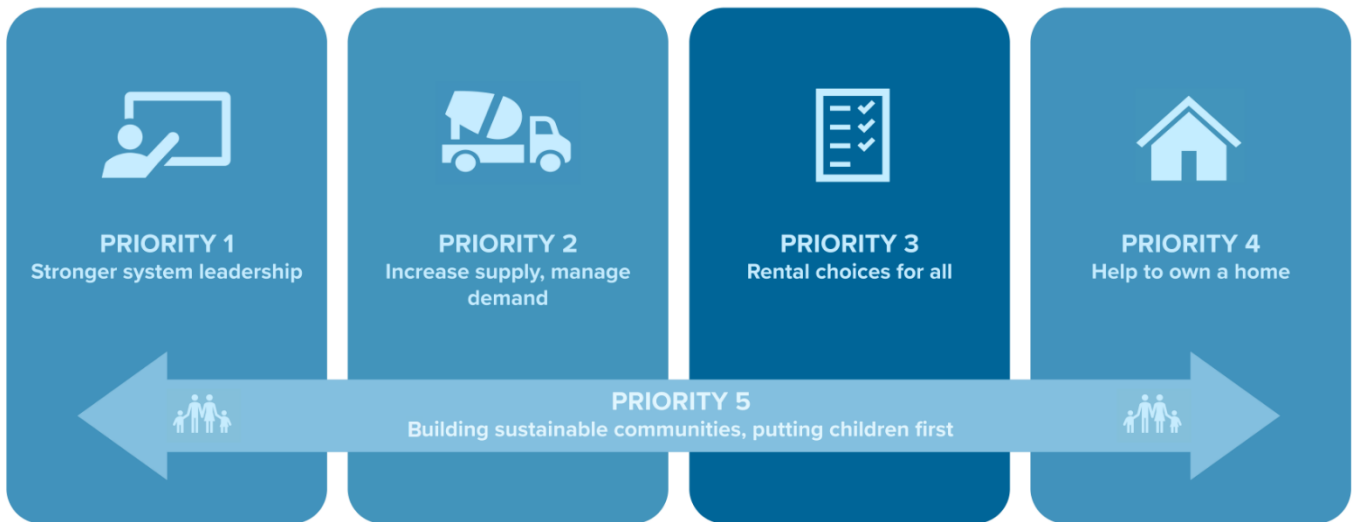 PRIORITY 1
Stronger system leadership
PRIORITY 2
Increase supply, manage
demand
PRIORITY 3
Rental choices for all
PRIORITY 4
Help to own a home
PRIORITY 5
Building sustainable communities, putting children first